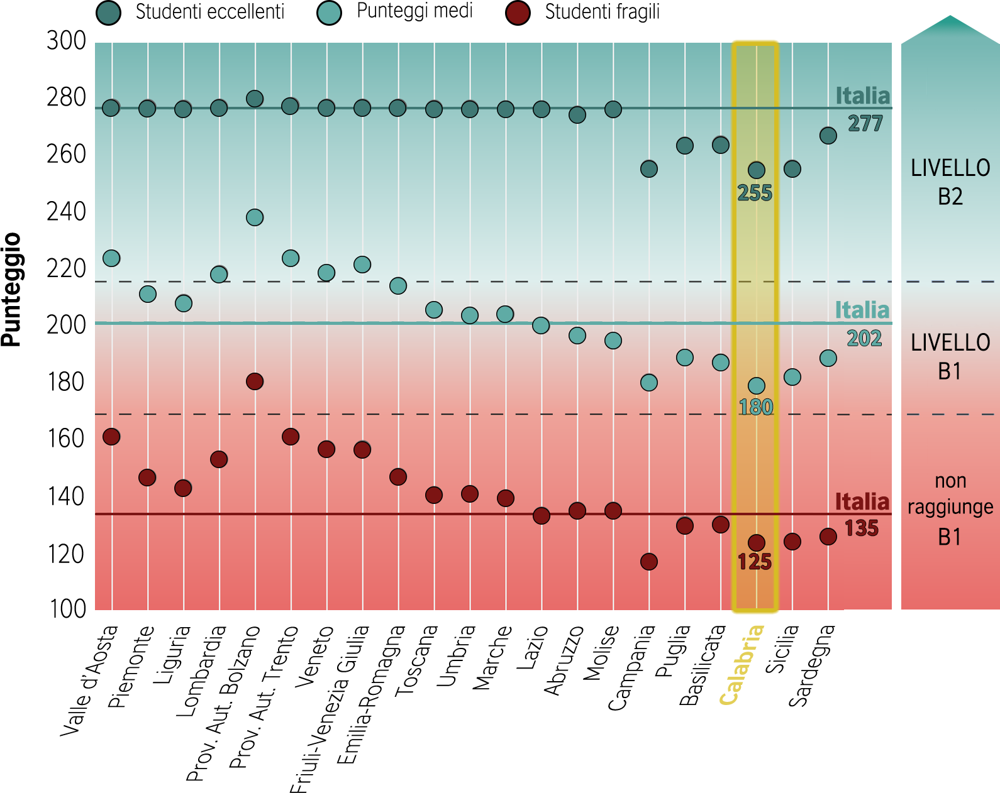 Studenti eccellenti
Punteggi medi
Studenti fragili
Punteggio
300
280
260
240
220
200
180
160
140
120
100
Italia
277
Italia
202
Italia
135
255
180
125
LIVELLO
B2
LIVELLO
B1
non
raggiunge
B1
Valle d'Aosta
Piemonte
Liguria
Lombardia
Prov. Aut. Bolzano
Prov. Aut. Trento
Veneto
Friuli-Venezia Giulia
Emilia-Romagna
Toscana
Umbria
Marche
Lazio
Abruzzo
Molise
Campania
Puglia
Basilicata
Calabria
Sicilia
Sardegna